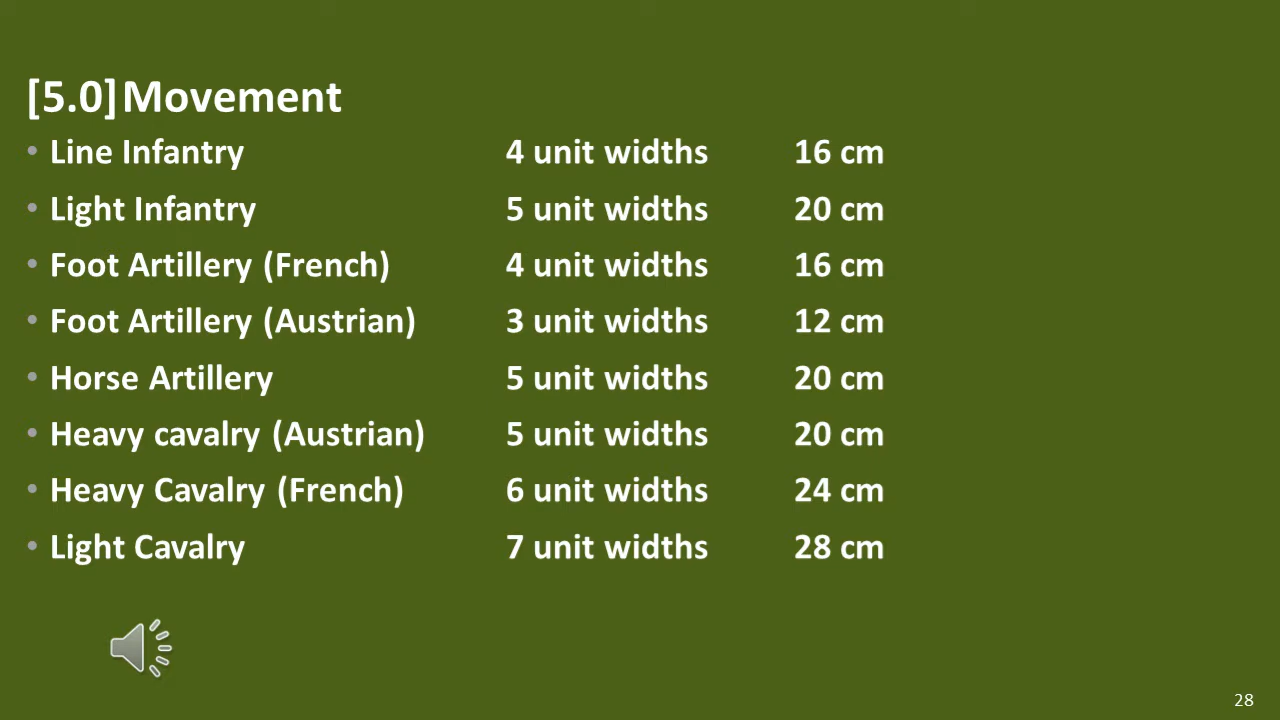 [5.0] Movement
• Line Infantry 4 unit widths 16 cm
• Light Infantry 5 unit widths 20 cm
• Foot Artillery (French) 4 unit widths 16 cm
• Foot Artillery (Austrian) 3 unit widths 12 cm
• Horse Artillery 5 unit widths 20 cm
• Heavy cavalry (Austrian) 5 unit widths 20 cm
• Heavy Cavalry (French) 6 unit widths 24 cm
• Light Cavalry 7 unit widths 28 cm
28